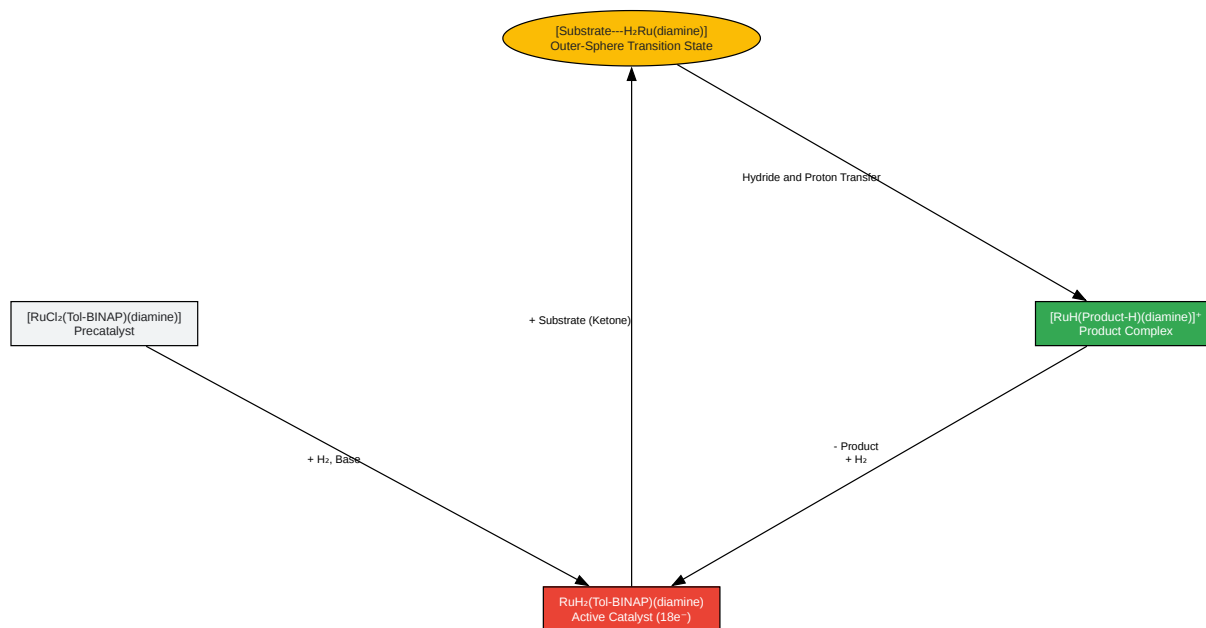 [Substrate---H₂Ru(diamine)]
Outer-Sphere Transition State
Hydride and Proton Transfer
[RuCl₂(Tol-BINAP)(diamine)]
Precatalyst
+ Substrate (Ketone)
[RuH(Product-H)(diamine)]⁺
Product Complex
+ H₂, Base
- Product
+ H₂
RuH₂(Tol-BINAP)(diamine)
Active Catalyst (18e⁻)